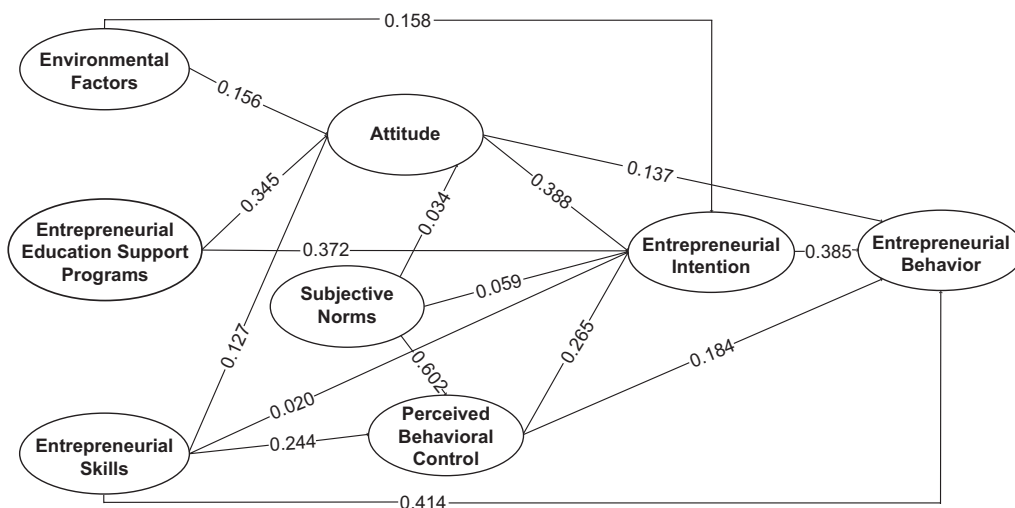 0.158
Environmental
Factors
0.156
Attitude
0.137
0.345
0.034
0.388
Entrepreneurial
Education Support
Programs
0.372
Entrepreneurial
Intention
0.385
Entrepreneurial
Behavior
Subjective
Norms
0.059
0.127
0.602
0.265
0.184
0.020
Entrepreneurial
Skills
0.244
Perceived
Behavioral
Control
0.414